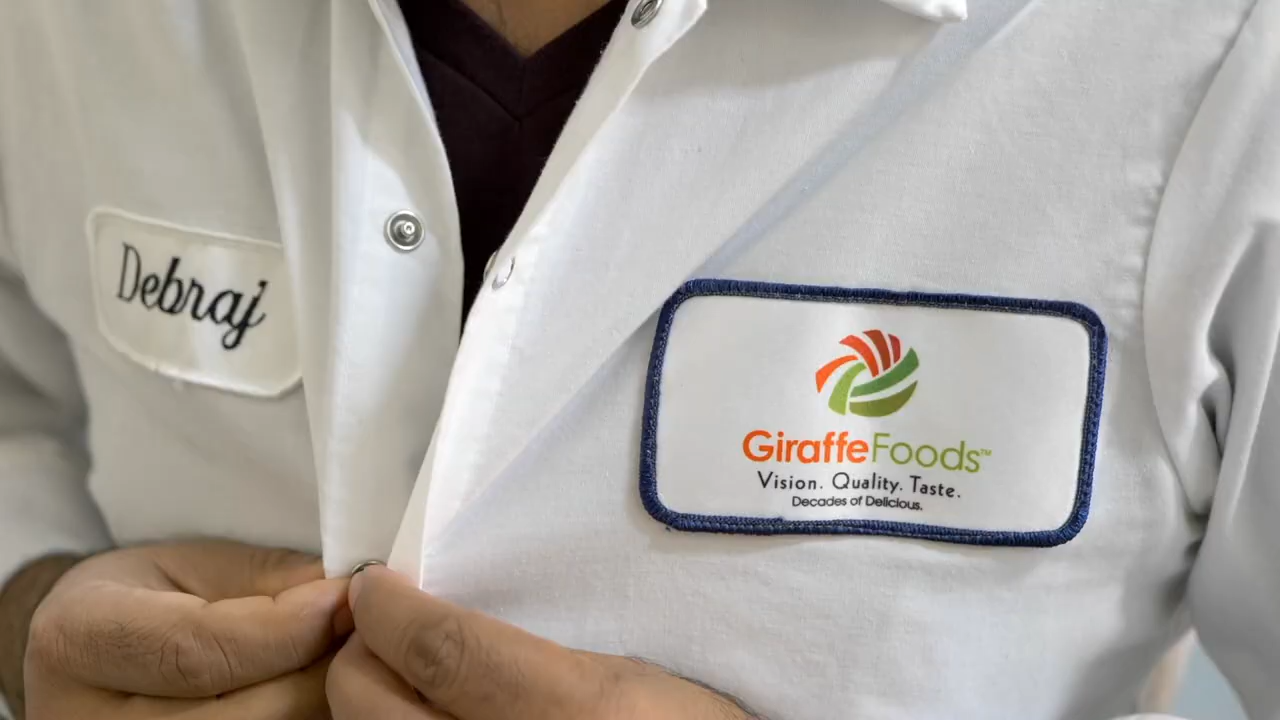 Debraj
GiraffeFoods™
Vision. Quality. Taste.
Decades of Delicious.